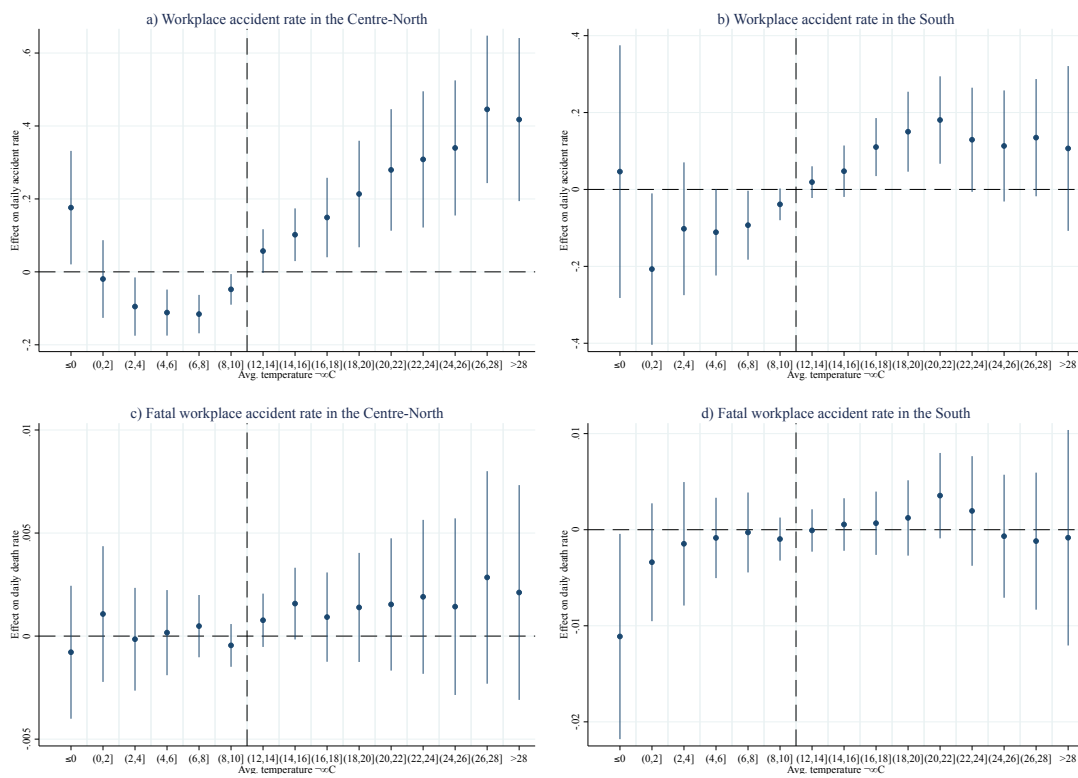 a) Workplace accident rate in the Centre-North
Effect on daily accident rate
.6
.4
.2
0
-.2
≤0 (0,2] (2,4] (4,6] (6,8] (8,10] (12,14] (14,16] (16,18] (18,20] (20,22] (22,24] (24,26] (26,28] >28
Avg. temperature ¬∞C
b) Workplace accident rate in the South
Effect on daily accident rate
.4
.2
0
-.2
-.4
≤0 (0,2] (2,4] (4,6] (6,8] (8,10] (12,14] (14,16] (16,18] (18,20] (20,22] (22,24] (24,26] (26,28] >28
Avg. temperature ¬∞C
c) Fatal workplace accident rate in the Centre-North
Effect on daily death rate
.01
.005
0
-.005
≤0 (0,2] (2,4] (4,6] (6,8] (8,10] (12,14] (14,16] (16,18] (18,20] (20,22] (22,24] (24,26] (26,28] >28
Avg. temperature ¬∞C
d) Fatal workplace accident rate in the South
Effect on daily death rate
.01
0
-.01
-.02
≤0 (0,2] (2,4] (4,6] (6,8] (8,10] (12,14] (14,16] (16,18] (18,20] (20,22] (22,24] (24,26] (26,28] >28
Avg. temperature ¬∞C